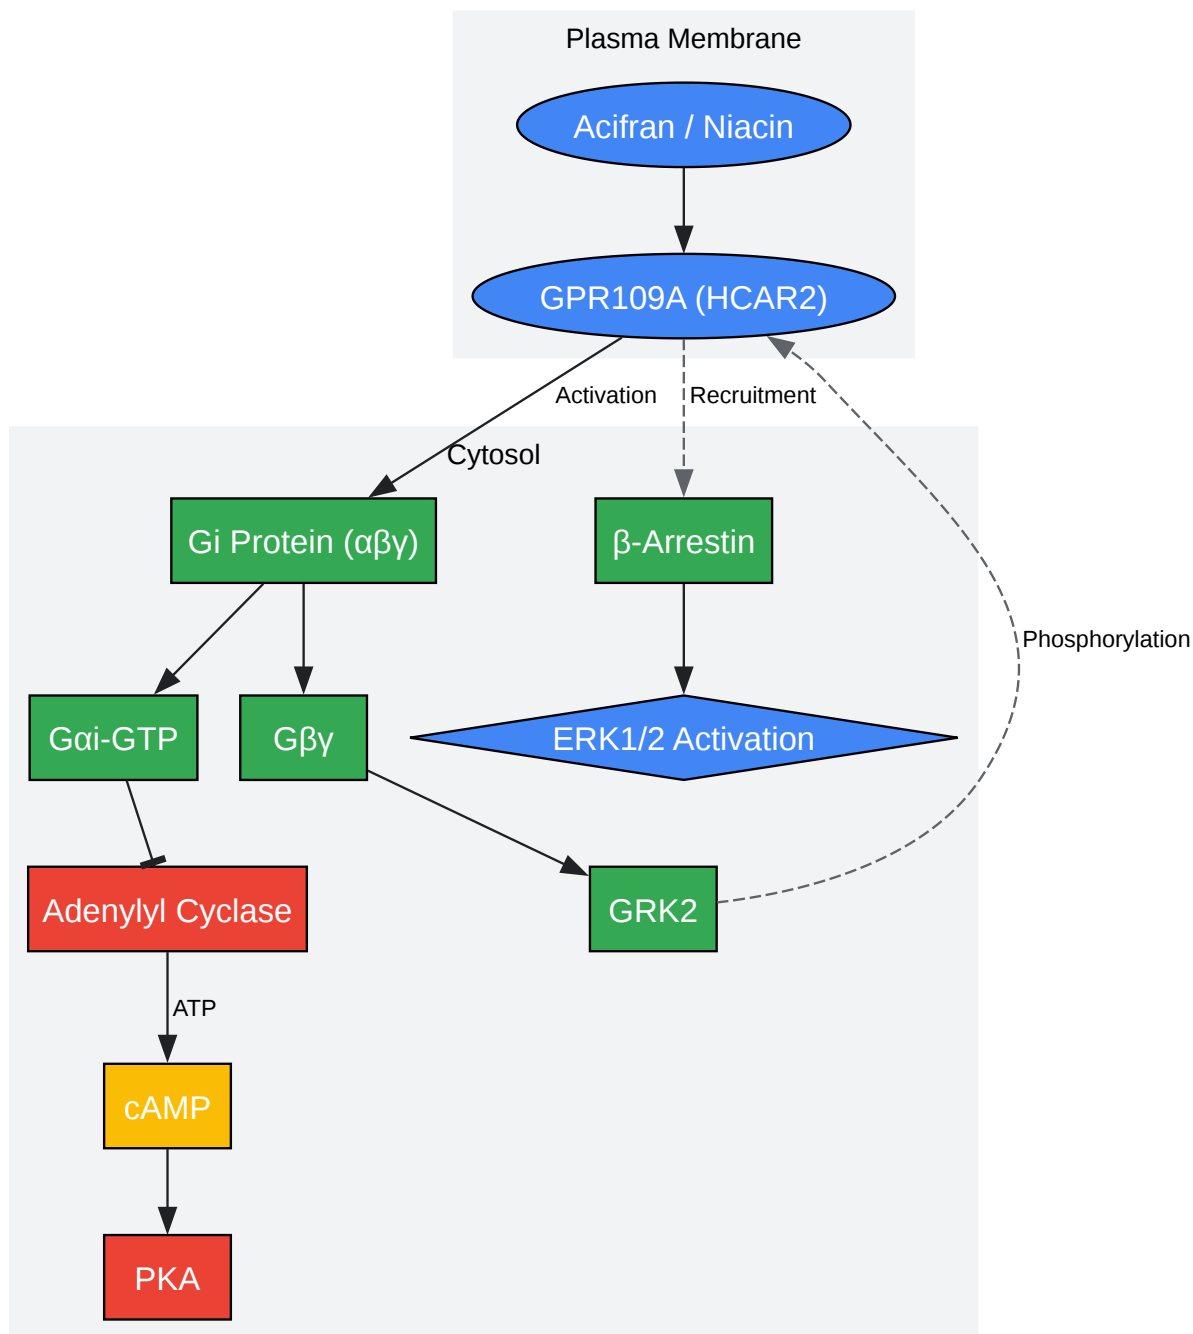 Plasma Membrane
Acifran / Niacin
GPR109A (HCAR2)
Activation
Recruitment
Cytosol
Gi Protein (αβγ)
β-Arrestin
Phosphorylation
Gαi-GTP
Gβγ
ERK1/2 Activation
Adenylyl Cyclase
GRK2
ATP
cAMP
PKA